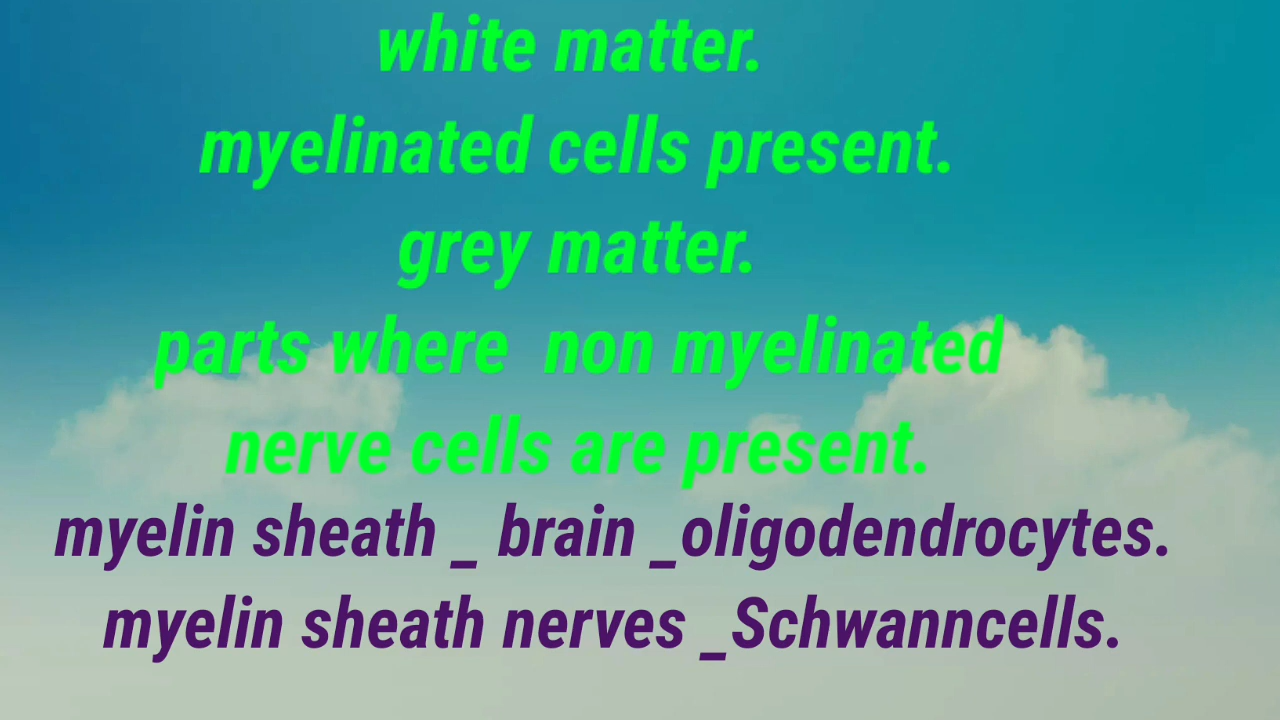 white matter.
myelinated cells present.
grey matter.
parts where  non myelinated
nerve cells are present.
myelin sheath _ brain _oligodendrocytes.
myelin sheath nerves _Schwanncells.